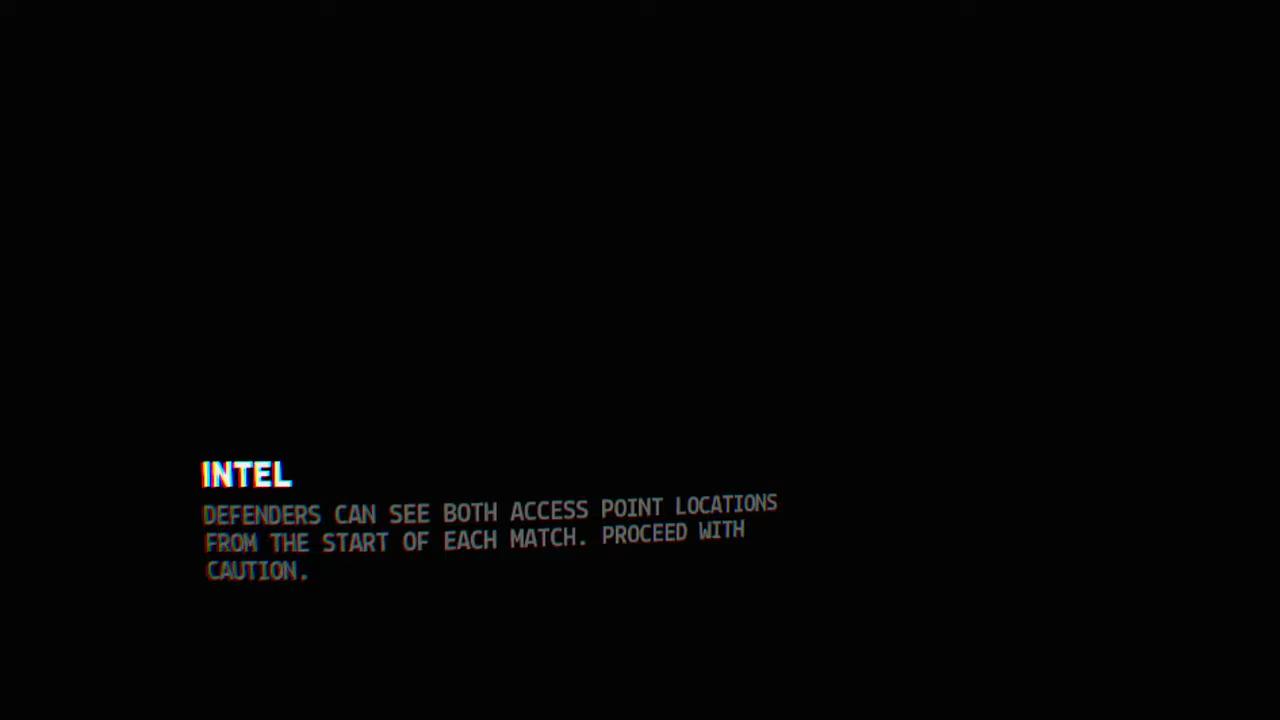 INTEL
DEFENDERS CAN SEE BOTH ACCESS POINT LOCATIONS
FROM THE START OF EACH MATCH. PROCEED WITH
CAUTION.